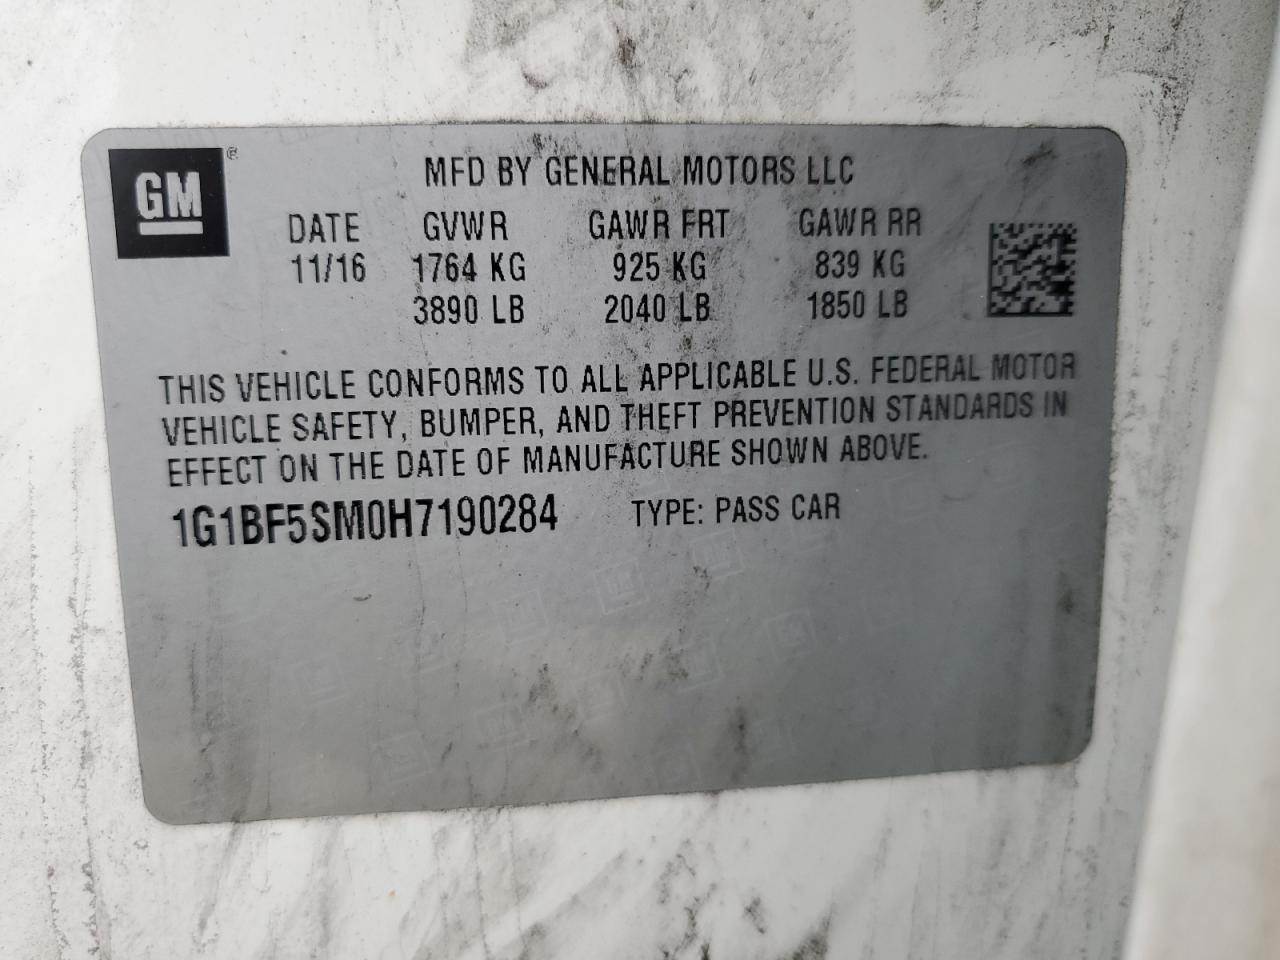 GM®
MFD BY GENERAL MOTORS LLC
DATE GVWR GAWR FRT GAWR RR
11/16 1764 KG 925 KG 839 KG
3890 LB 2040 LB 1850 LB
THIS VEHICLE CONFORMS TO ALL APPLICABLE U.S. FEDERAL MOTOR
VEHICLE SAFETY, BUMPER, AND THEFT PREVENTION STANDARDS IN
EFFECT ON THE DATE OF MANUFACTURE SHOWN ABOVE.
1G1BF5SM0H7190284 TYPE: PASS CAR